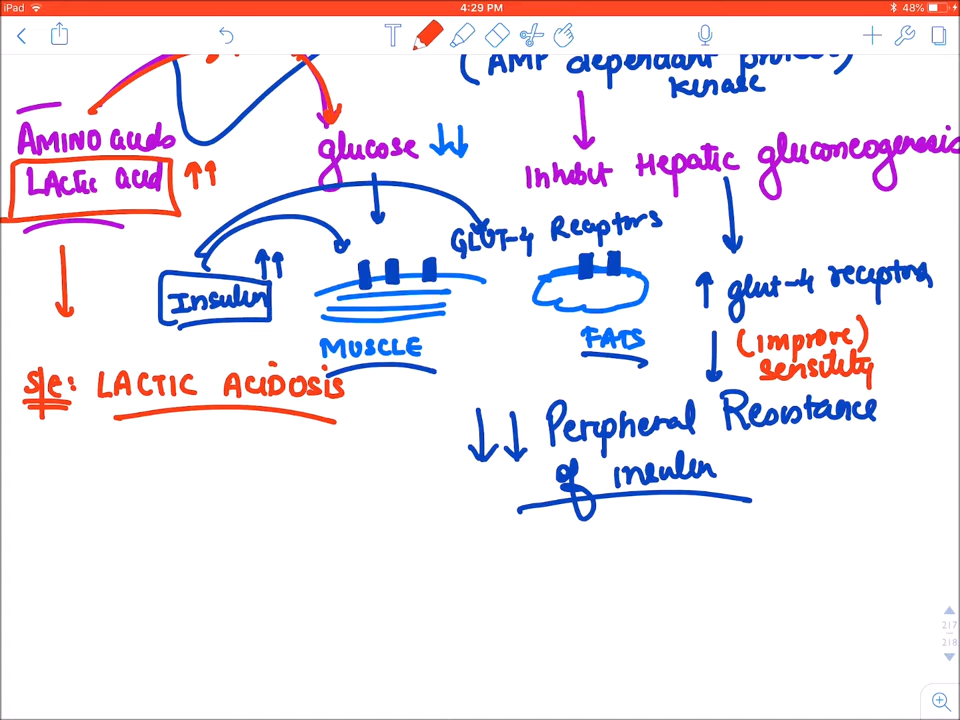 iPad
4:29 PM
48%
T
(AMP dependant protein)
kinase
AMINO acids
LActic acid
glucose
Inhibit Hepatic gluconeogenesis
GLUT-4 Receptors
Insulin
glut-4 receptors
MUSCLE
FATS
(improve)
sensitivity
S/E: LACTIC ACIDOSIS
Peripheral Resistance
of insulin
217
218